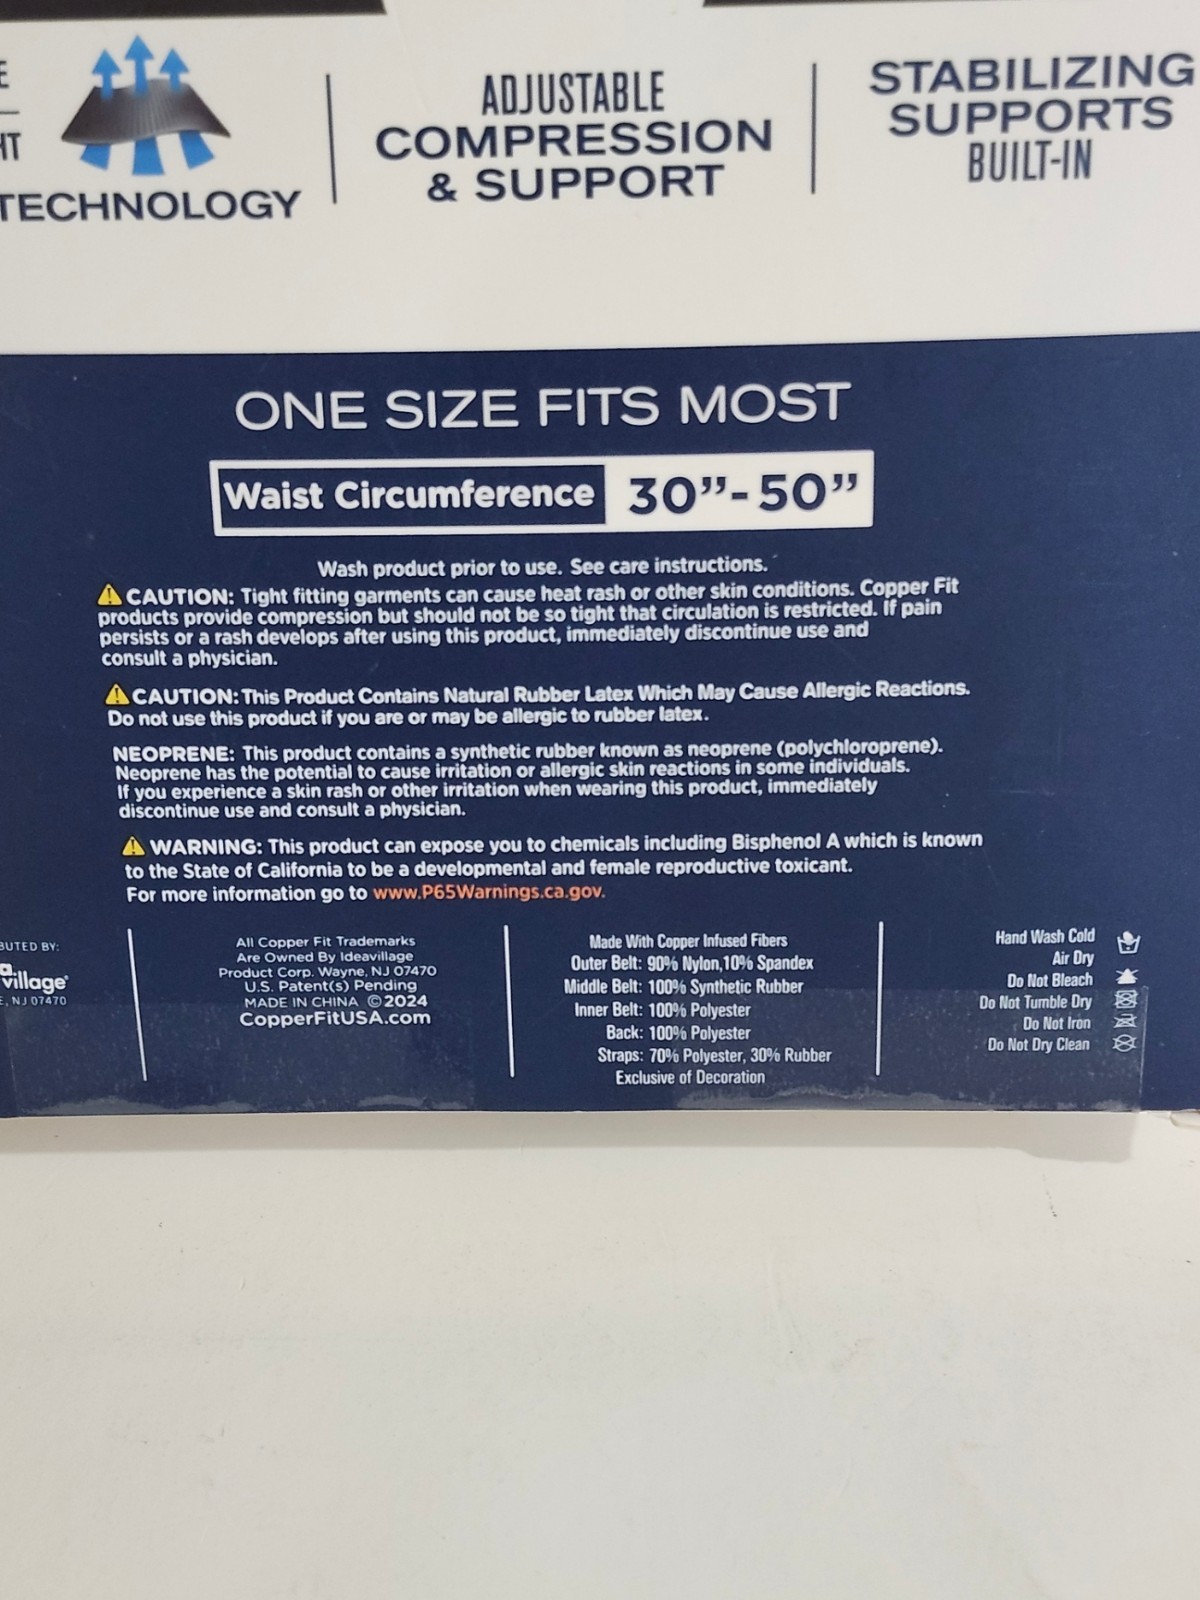 ADJUSTABLE
COMPRESSION
& SUPPORT
STABILIZING
SUPPORTS
BUILT-IN
TECHNOLOGY
ONE SIZE FITS MOST
Waist Circumference 30”-50”
Wash product prior to use. See care instructions.
CAUTION: Tight fitting garments can cause heat rash or other skin conditions. Copper Fit
products provide compression but should not be so tight that circulation is restricted. If pain
persists or a rash develops after using this product, immediately discontinue use and
consult a physician.
CAUTION: This Product Contains Natural Rubber Latex Which May Cause Allergic Reactions.
Do not use this product if you are or may be allergic to rubber latex.
NEOPRENE: This product contains a synthetic rubber known as neoprene (polychloroprene).
Neoprene has the potential to cause irritation or allergic skin reactions in some individuals.
If you experience a skin rash or other irritation when wearing this product, immediately
discontinue use and consult a physician.
WARNING: This product can expose you to chemicals including Bisphenol A which is known
to the State of California to be a developmental and female reproductive toxicant.
For more information go to www.P65Warnings.ca.gov.
BUTED BY:
village®
, NJ 07470
All Copper Fit Trademarks
Are Owned By Ideavillage
Product Corp. Wayne, NJ 07470
U.S. Patent(s) Pending
MADE IN CHINA ©2024
CopperFitUSA.com
Made With Copper Infused Fibers
Outer Belt: 90% Nylon,10% Spandex
Middle Belt: 100% Synthetic Rubber
Inner Belt: 100% Polyester
Back: 100% Polyester
Straps: 70% Polyester, 30% Rubber
Exclusive of Decoration
Hand Wash Cold
Air Dry
Do Not Bleach
Do Not Tumble Dry
Do Not Iron
Do Not Dry Clean